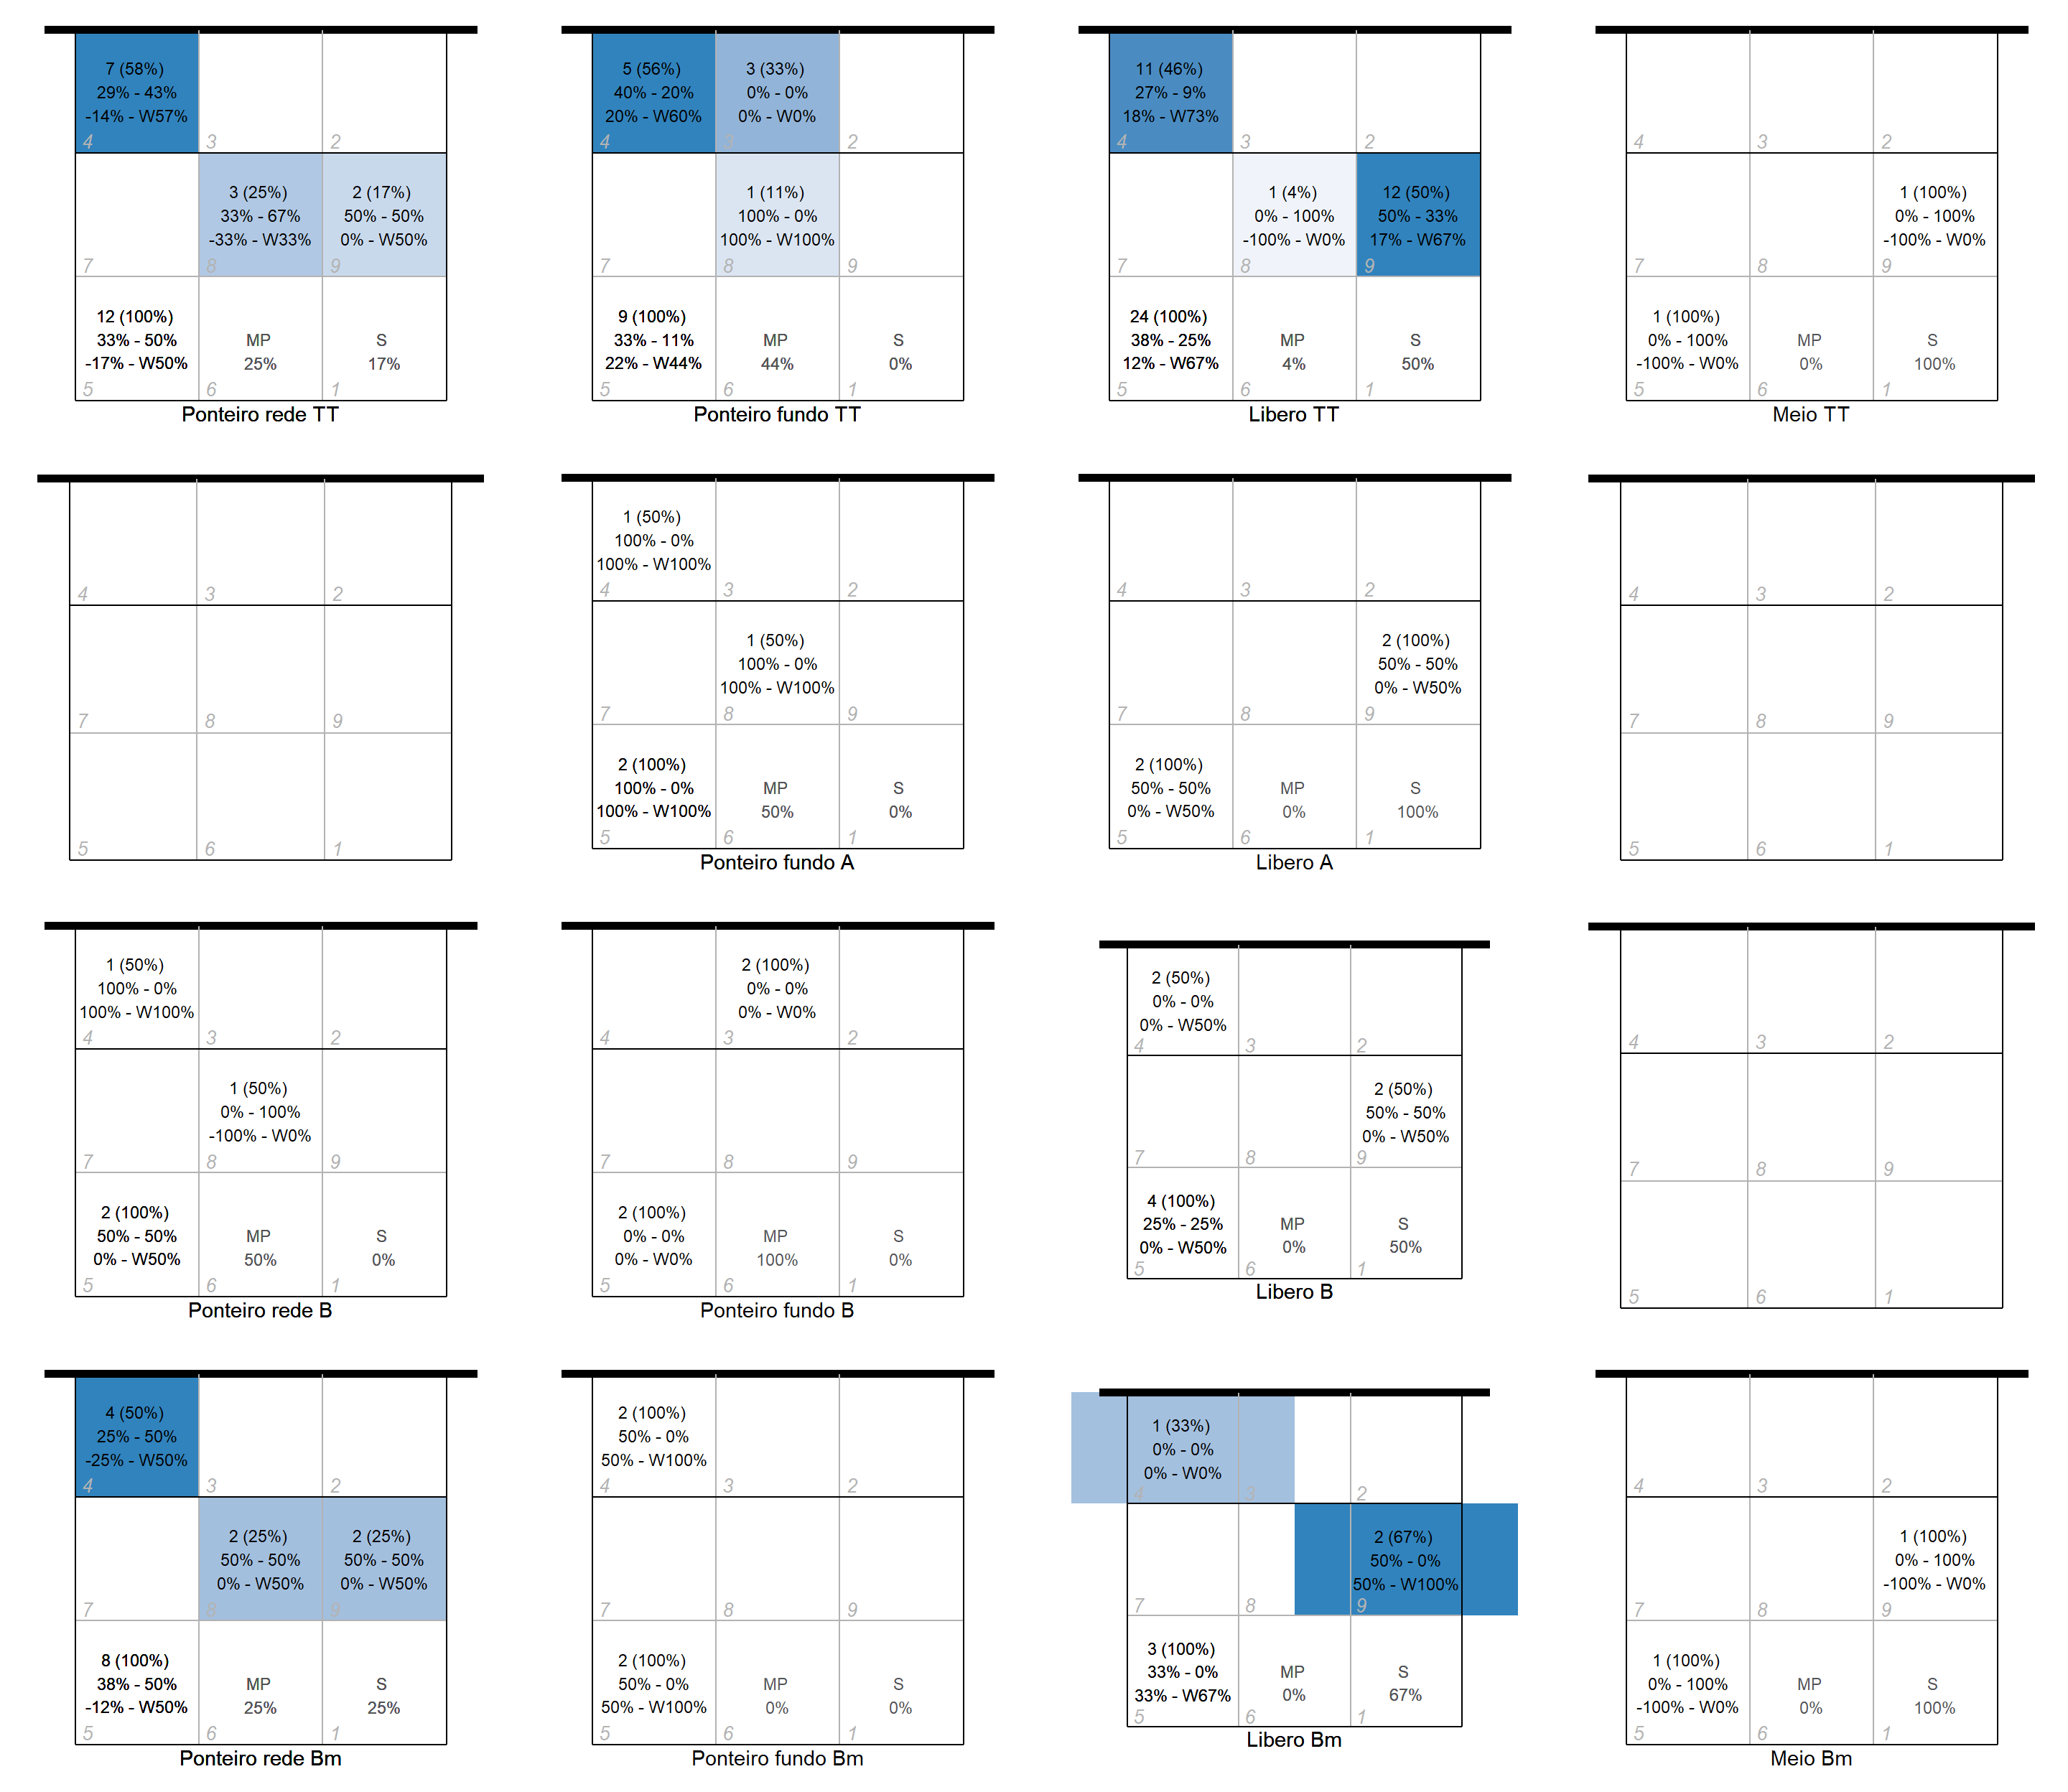 7 (58%)
29% - 43%
-14% - W57%
4
3
2
3 (25%)
33% - 67%
-33% - W33%
2 (17%)
50% - 50%
0% - W50%
7
8
9
12 (100%)
33% - 50%
-17% - W50%
MP
25%
S
17%
5
6
1
Ponteiro rede TT
5 (56%)
40% - 20%
20% - W60%
3 (33%)
0% - 0%
0% - W0%
4
3
2
1 (11%)
100% - 0%
100% - W100%
7
8
9
9 (100%)
33% - 11%
22% - W44%
MP
44%
S
0%
5
6
1
Ponteiro fundo TT
11 (46%)
27% - 9%
18% - W73%
4
3
2
1 (4%)
0% - 100%
-100% - W0%
12 (50%)
50% - 33%
17% - W67%
7
8
9
24 (100%)
38% - 25%
12% - W67%
MP
4%
S
50%
5
6
1
Libero TT
4
3
2
1 (100%)
0% - 100%
-100% - W0%
7
8
9
1 (100%)
0% - 100%
-100% - W0%
MP
0%
S
100%
5
6
1
Meio TT
4
3
2
7
8
9
5
6
1
1 (50%)
100% - 0%
100% - W100%
4
3
2
1 (50%)
100% - 0%
100% - W100%
7
8
9
2 (100%)
100% - 0%
100% - W100%
MP
50%
S
0%
5
6
1
Ponteiro fundo A
4
3
2
2 (100%)
50% - 50%
0% - W50%
7
8
9
2 (100%)
50% - 50%
0% - W50%
MP
0%
S
100%
5
6
1
Libero A
4
3
2
7
8
9
5
6
1
1 (50%)
100% - 0%
100% - W100%
4
3
2
1 (50%)
0% - 100%
-100% - W0%
7
8
9
2 (100%)
50% - 50%
0% - W50%
MP
50%
S
0%
5
6
1
Ponteiro rede B
2 (100%)
0% - 0%
0% - W0%
4
3
2
7
8
9
2 (100%)
0% - 0%
0% - W0%
MP
100%
S
0%
5
6
1
Ponteiro fundo B
2 (50%)
0% - 0%
0% - W50%
4
3
2
2 (50%)
50% - 50%
0% - W50%
7
8
9
4 (100%)
25% - 25%
0% - W50%
MP
0%
S
50%
5
6
1
Libero B
4
3
2
7
8
9
5
6
1
4 (50%)
25% - 50%
-25% - W50%
4
3
2
2 (25%)
50% - 50%
0% - W50%
2 (25%)
50% - 50%
0% - W50%
7
8
9
8 (100%)
38% - 50%
-12% - W50%
MP
25%
S
25%
5
6
1
Ponteiro rede Bm
2 (100%)
50% - 0%
50% - W100%
4
3
2
7
8
9
2 (100%)
50% - 0%
50% - W100%
MP
0%
S
0%
5
6
1
Ponteiro fundo Bm
1 (33%)
0% - 0%
0% - W0%
4
3
2
2 (67%)
50% - 0%
50% - W100%
7
8
9
3 (100%)
33% - 0%
33% - W67%
MP
0%
S
67%
5
6
1
Libero Bm
4
3
2
1 (100%)
0% - 100%
-100% - W0%
7
8
9
1 (100%)
0% - 100%
-100% - W0%
MP
0%
S
100%
5
6
1
Meio Bm